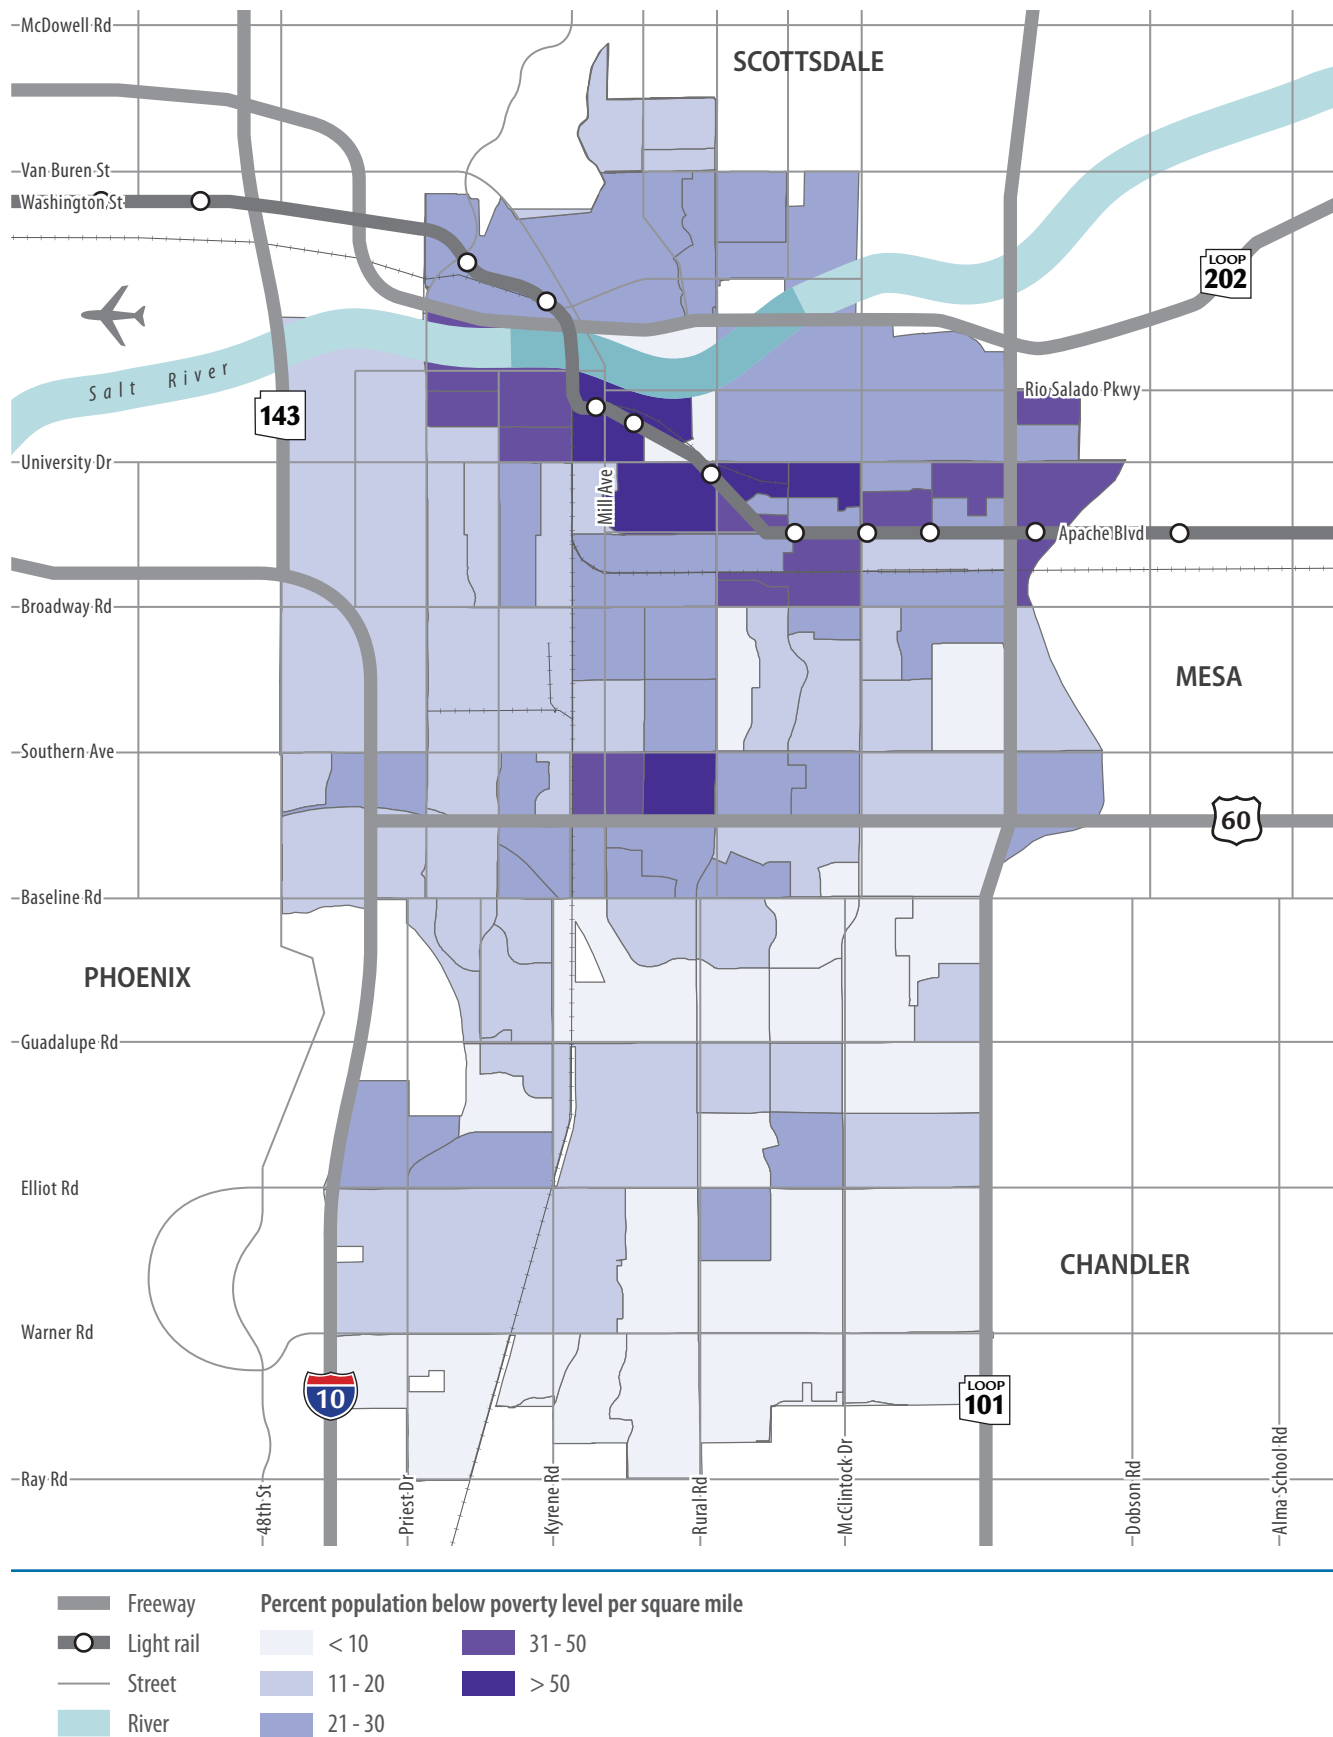 McDowell Rd
SCOTTSDALE
Van Buren St
Washington St
LOOP
202
Salt River
Rio Salado Pkwy
143
University Dr
Mill Ave
Apache Blvd
Broadway Rd
MESA
Southern Ave
60
Baseline Rd
PHOENIX
Guadalupe Rd
Elliot Rd
CHANDLER
Warner Rd
10
LOOP
101
Ray Rd
48th St
Priest Dr
Kyrene Rd
Rural Rd
McClintock Dr
Dobson Rd
Alma School Rd
Freeway
Light rail
Street
River
Percent population below poverty level per square mile
< 10
11 - 20
21 - 30
31 - 50
> 50